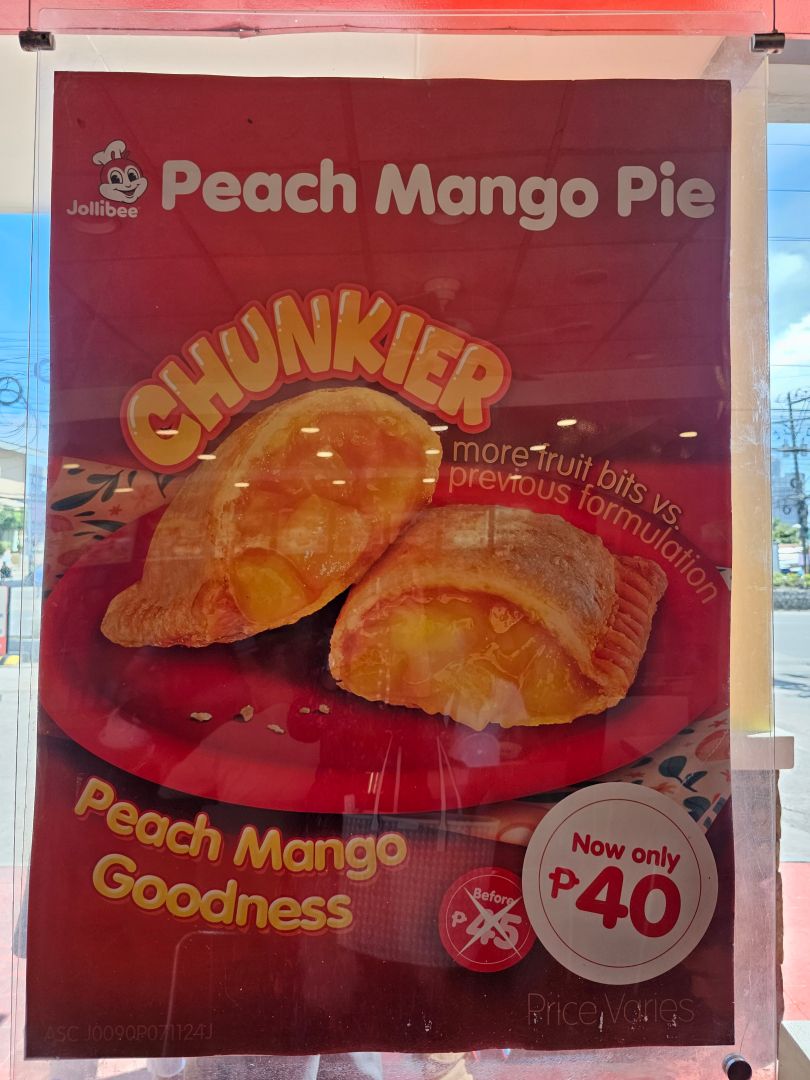 Jollibee
Peach Mango Pie
CHUNKIER
more fruit bits vs.
previous formulation
Peach Mango
Goodness
Before
₱45
Now only
₱40
Price Varies
ASC J0090P071124J